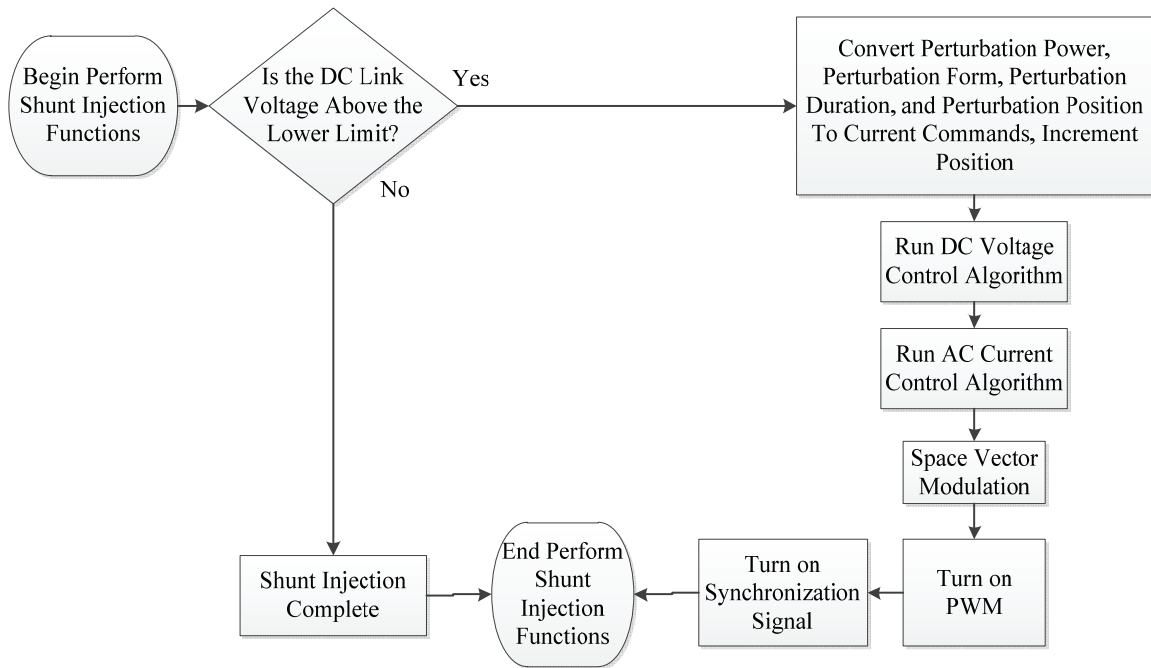 Begin Perform
Shunt Injection
Functions
Is the DC Link
Voltage Above the
Lower Limit?
Yes
No
Convert Perturbation Power,
Perturbation Form, Perturbation
Duration, and Perturbation Position
To Current Commands, Increment
Position
Run DC Voltage
Control Algorithm
Run AC Current
Control Algorithm
Space Vector
Modulation
Turn on
PWM
Turn on
Synchronization
Signal
Shunt Injection
Complete
End Perform
Shunt
Injection
Functions